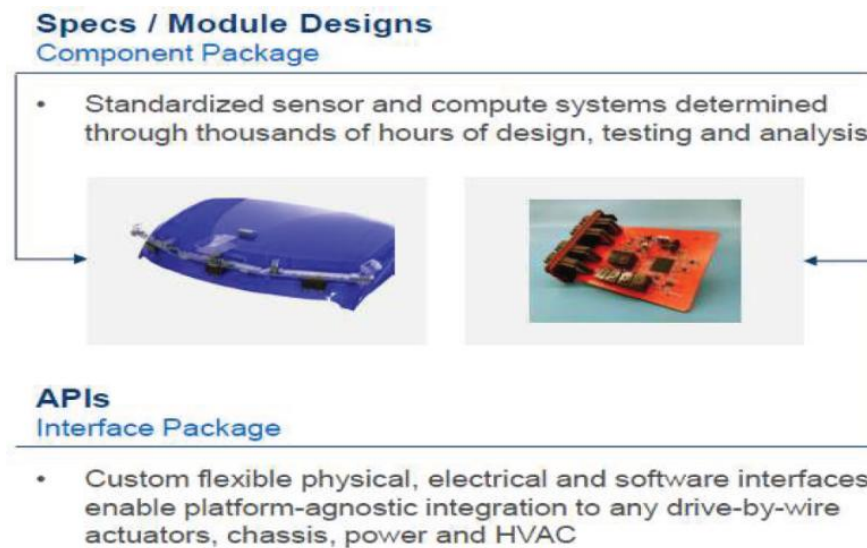 Specs / Module Designs
Component Package
• Standardized sensor and compute systems determined
through thousands of hours of design, testing and analysis
APIs
Interface Package
• Custom flexible physical, electrical and software interfaces
enable platform-agnostic integration to any drive-by-wire
actuators, chassis, power and HVAC